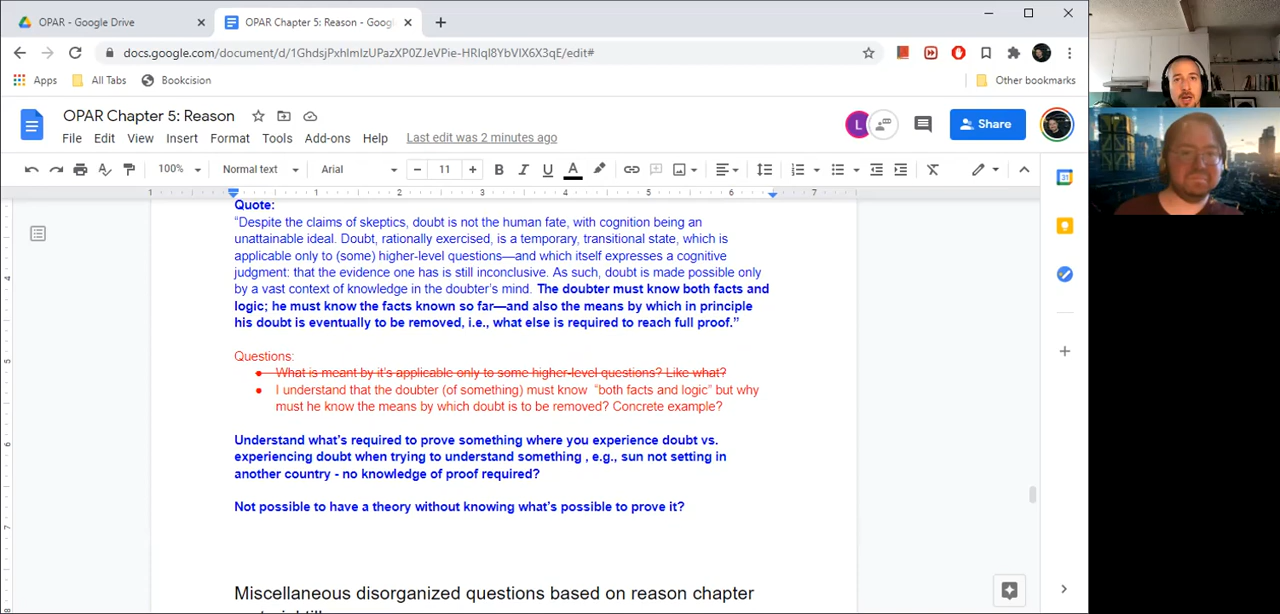 OPAR - Google Drive
OPAR Chapter 5: Reason - Goog
docs.google.com/document/d/1GhdsjPxhImIzUPazXP0ZJeVPie-HRIqI8YbVIX6X3qE/edit#
Apps
All Tabs
Bookcision
Other bookmarks
OPAR Chapter 5: Reason
File Edit View Insert Format Tools Add-ons Help Last edit was 2 minutes ago
L
Share
100% Normal text Arial 11 B I U A
1 1 2 3 4 5 6 7
Quote:
“Despite the claims of skeptics, doubt is not the human fate, with cognition being an
unattainable ideal. Doubt, rationally exercised, is a temporary, transitional state, which is
applicable only to (some) higher-level questions—and which itself expresses a cognitive
judgment: that the evidence one has is still inconclusive. As such, doubt is made possible only
by a vast context of knowledge in the doubter’s mind. The doubter must know both facts and
logic; he must know the facts known so far—and also the means by which in principle
his doubt is eventually to be removed, i.e., what else is required to reach full proof.”
Questions:
● What is meant by it’s applicable only to some higher-level questions? Like what?
● I understand that the doubter (of something) must know “both facts and logic” but why
must he know the means by which doubt is to be removed? Concrete example?
Understand what’s required to prove something where you experience doubt vs.
experiencing doubt when trying to understand something , e.g., sun not setting in
another country - no knowledge of proof required?
Not possible to have a theory without knowing what’s possible to prove it?
Miscellaneous disorganized questions based on reason chapter